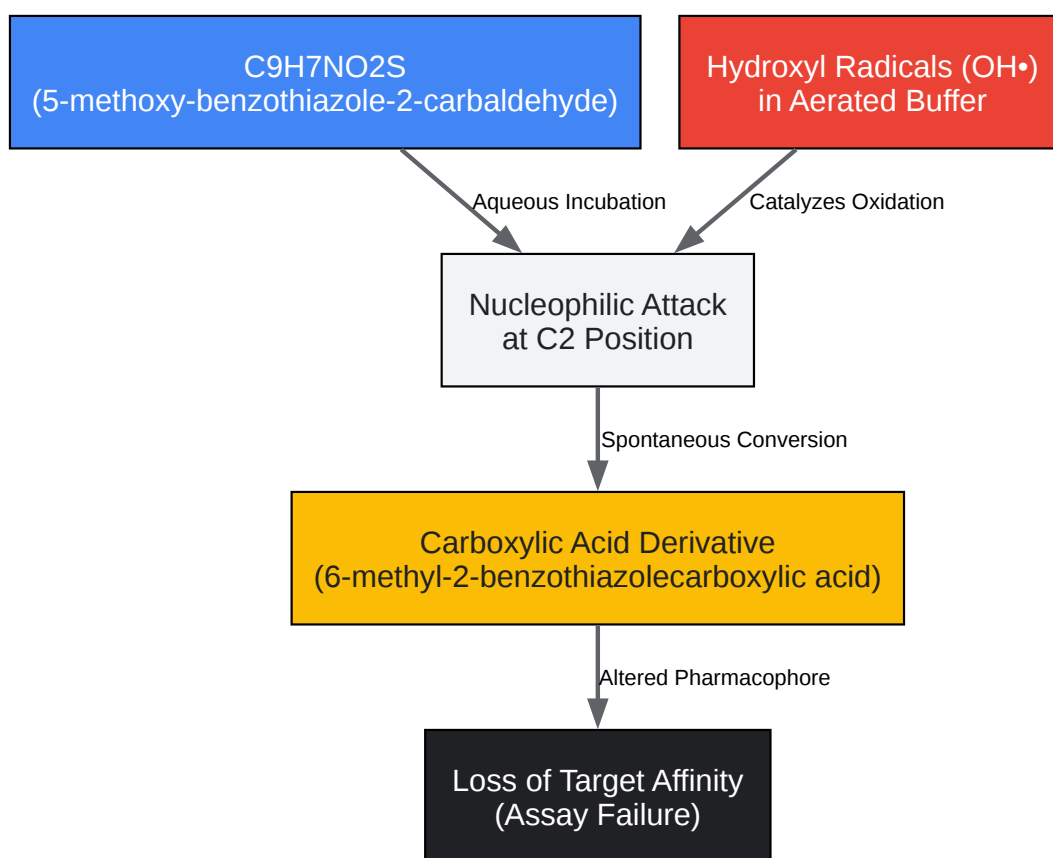 C9H7NO2S
(5-methoxy-benzothiazole-2-carbaldehyde)
Hydroxyl Radicals (OH•)
in Aerated Buffer
Aqueous Incubation
Catalyzes Oxidation
Nucleophilic Attack
at C2 Position
Spontaneous Conversion
Carboxylic Acid Derivative
(6-methyl-2-benzothiazolecarboxylic acid)
Altered Pharmacophore
Loss of Target Affinity
(Assay Failure)